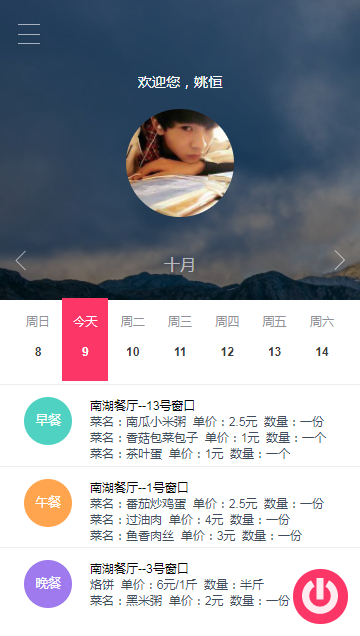 欢迎您，姚恒
十月
周日 今天 周二 周三 周四 周五 周六
8 9 10 11 12 13 14
早餐
南湖餐厅--13号窗口
菜名：南瓜小米粥 单价：2.5元 数量：一份
菜名：香菇包菜包子 单价：1元 数量：一个
菜名：茶叶蛋 单价：1元 数量：一个
午餐
南湖餐厅--1号窗口
菜名：番茄炒鸡蛋 单价：2.5元 数量：一份
菜名：过油肉 单价：4元 数量：一份
菜名：鱼香肉丝 单价：3元 数量：一份
晚餐
南湖餐厅--3号窗口
烙饼 单价：6元/1斤 数量：半斤
菜名：黑米粥 单价：2元 数量：一份